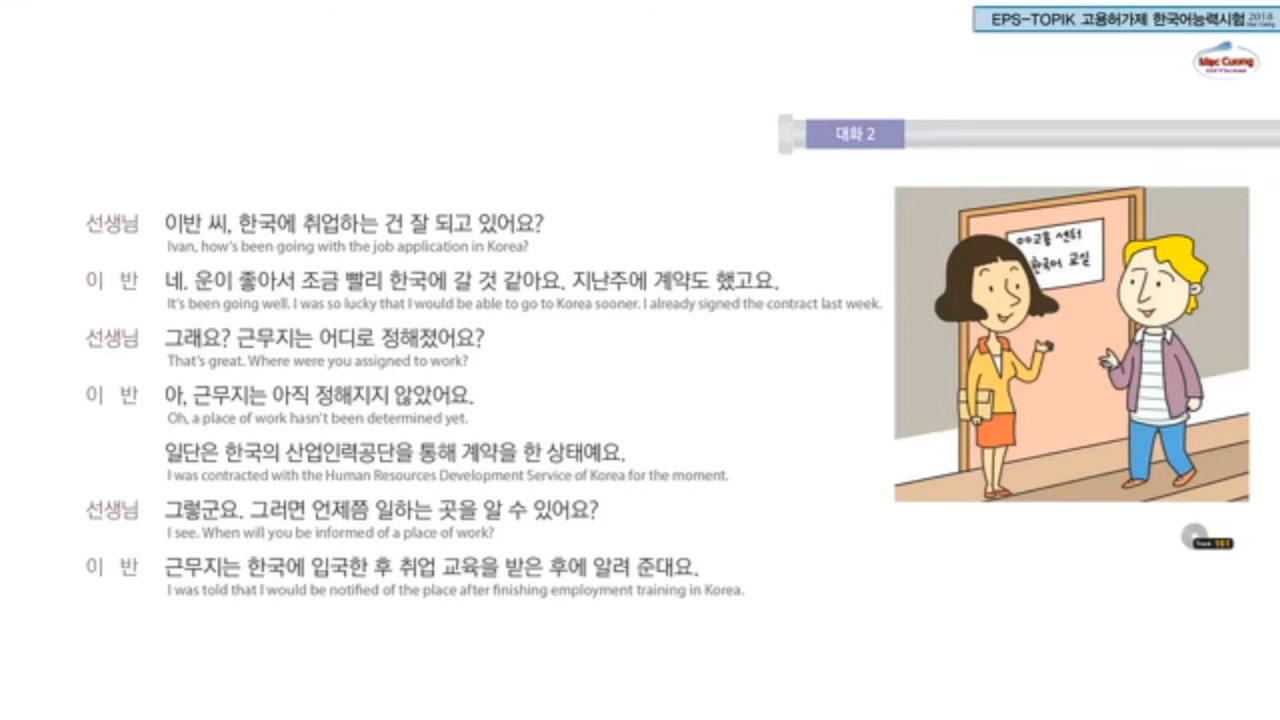 EPS-TOPIK 고용허가제 한국어능력시험 2018
Mạc Cương
대화 2
선생님 이반 씨, 한국에 취업하는 건 잘 되고 있어요?
Ivan, how's been going with the job application in Korea?
이 반 네. 운이 좋아서 조금 빨리 한국에 갈 것 같아요. 지난주에 계약도 했고요.
It's been going well. I was so lucky that I would be able to go to Korea sooner. I already signed the contract last week.
선생님 그래요? 근무지는 어디로 정해졌어요?
That's great. Where were you assigned to work?
이 반 아, 근무지는 아직 정해지지 않았어요.
Oh, a place of work hasn't been determined yet.
일단은 한국의 산업인력공단을 통해 계약을 한 상태예요.
I was contracted with the Human Resources Development Service of Korea for the moment.
선생님 그렇군요. 그러면 언제쯤 일하는 곳을 알 수 있어요?
I see. When will you be informed of a place of work?
이 반 근무지는 한국에 입국한 후 취업 교육을 받은 후에 알려 준대요.
I was told that I would be notified of the place after finishing employment training in Korea.
센터
한국어 교실
Track 161